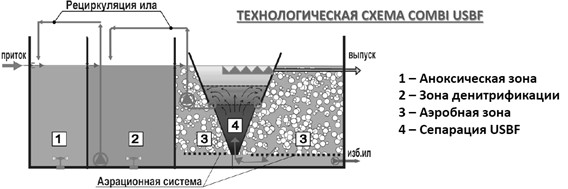 Рециркуляция ила
ТЕХНОЛОГИЧЕСКАЯ СХЕМА COMBI USBF
приток
выпуск
1 – Аноксическая зона
2 – Зона денитрификации
3 – Аэробная зона
4 – Сепарация USBF
1
2
3
4
3
изб.ил
Аэрационная система